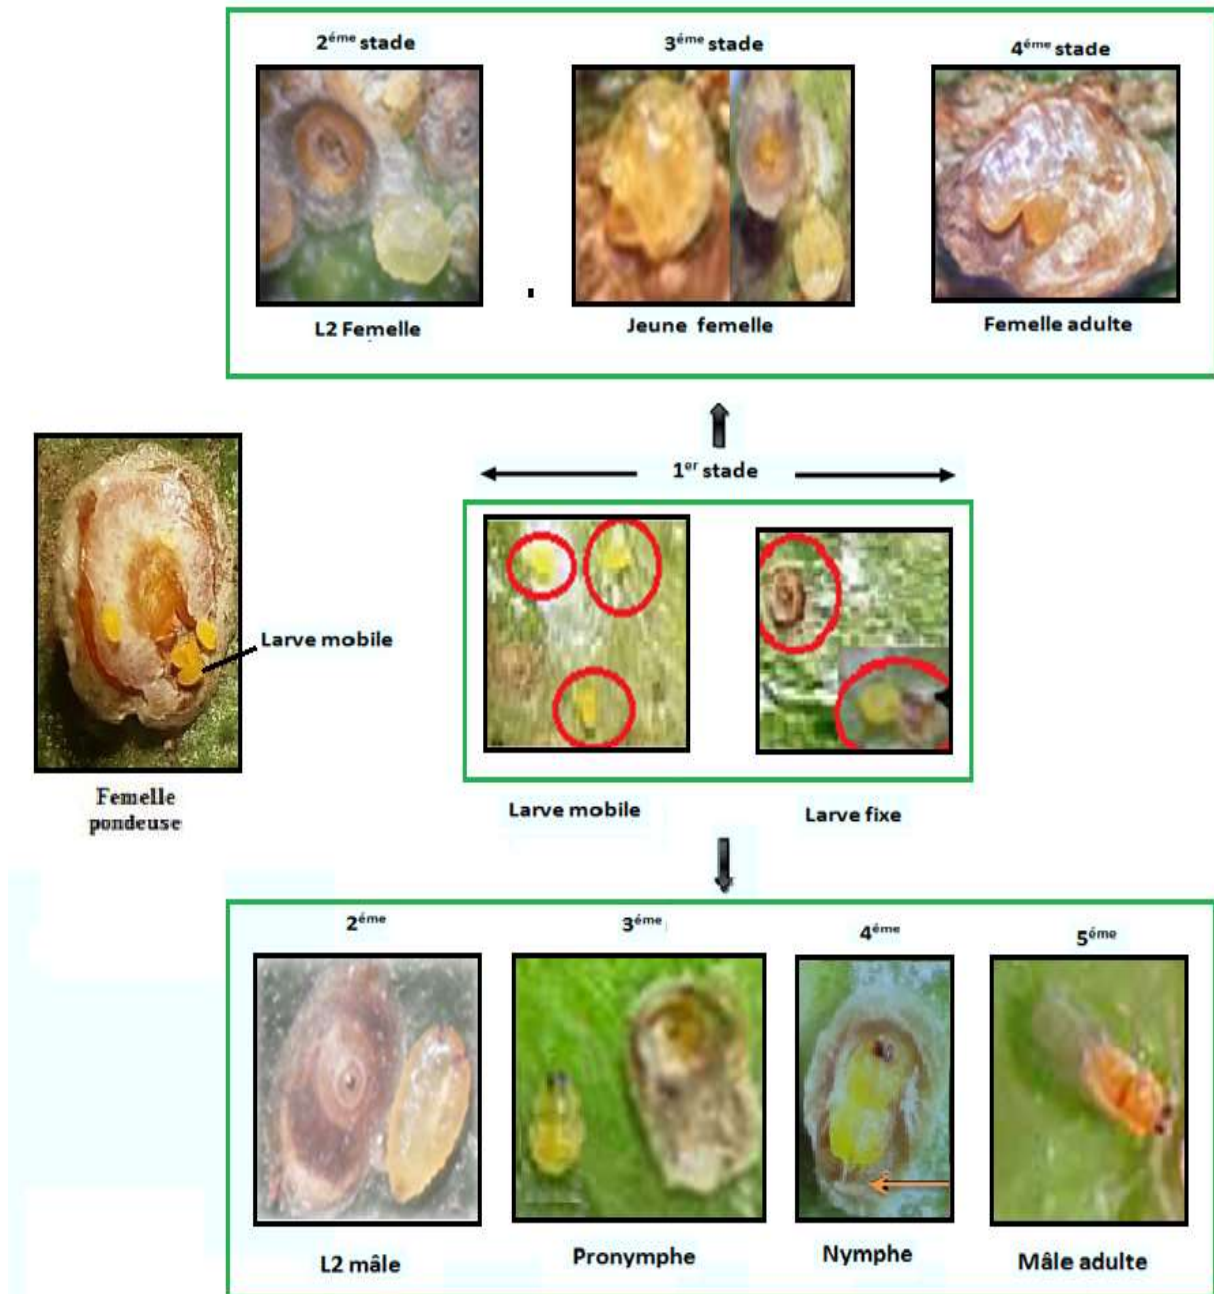 2éme stade
3éme stade
4éme stade
L2 Femelle
Jeune femelle
Femelle adulte
1er stade
Larve mobile
Femelle
pondeuse
Larve mobile
Larve fixe
2éme
3éme
4éme
5éme
L2 mâle
Pronymphe
Nymphe
Mâle adulte